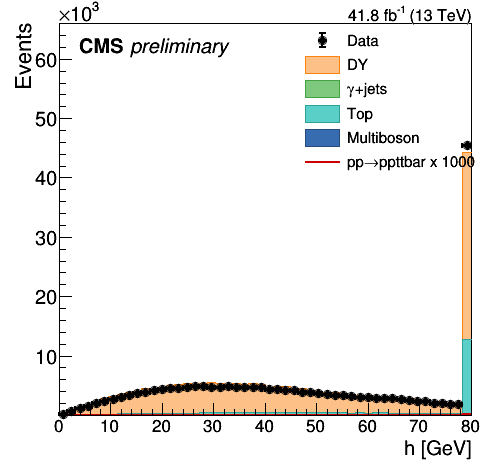 ×10³
41.8 fb⁻¹ (13 TeV)
CMS preliminary
Events
Data
DY
γ+jets
Top
Multiboson
pp→ppttbar x 1000
60
50
40
30
20
10
0 10 20 30 40 50 60 70 80
h [GeV]